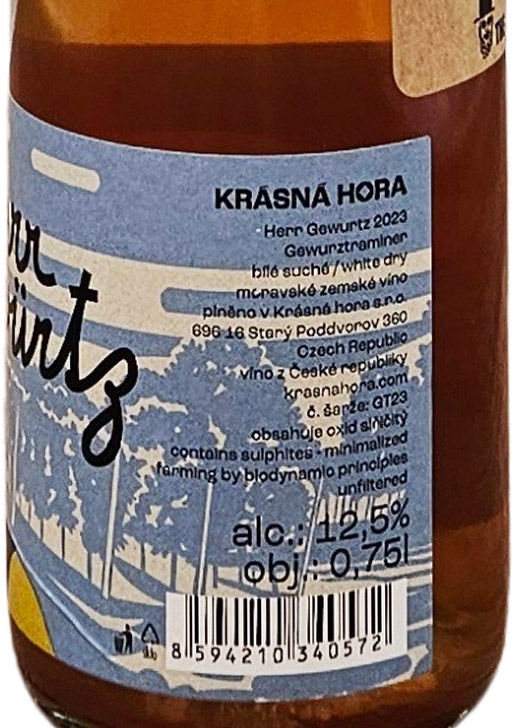 KRÁSNÁ HORA
Herr Gewurtz 2023
Gewurztraminer
bílé suché / white dry
moravské zemské víno
plněno v Krásná hora s.r.o.
696 16 Starý Poddvorov 360
Czech Republic
víno z České republiky
krasnahora.com
č. šarže: GT23
obsahuje oxid siřičitý
contains sulphites - minimalized
farming by biodynamic principles
unfiltered
alc.: 12,5%
obj.: 0,75l
8 594210 340572